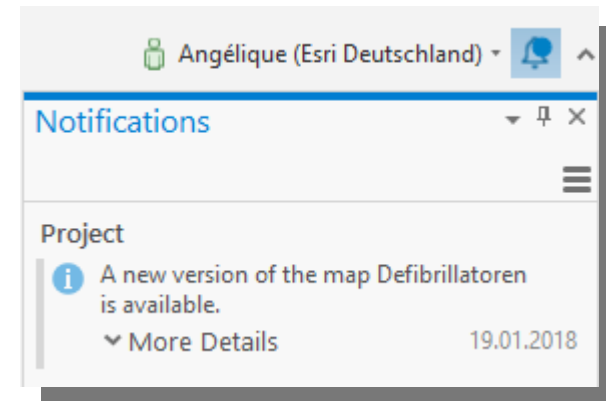 Angélique (Esri Deutschland)
Notifications
Project
A new version of the map Defibrillatoren
is available.
More Details 19.01.2018